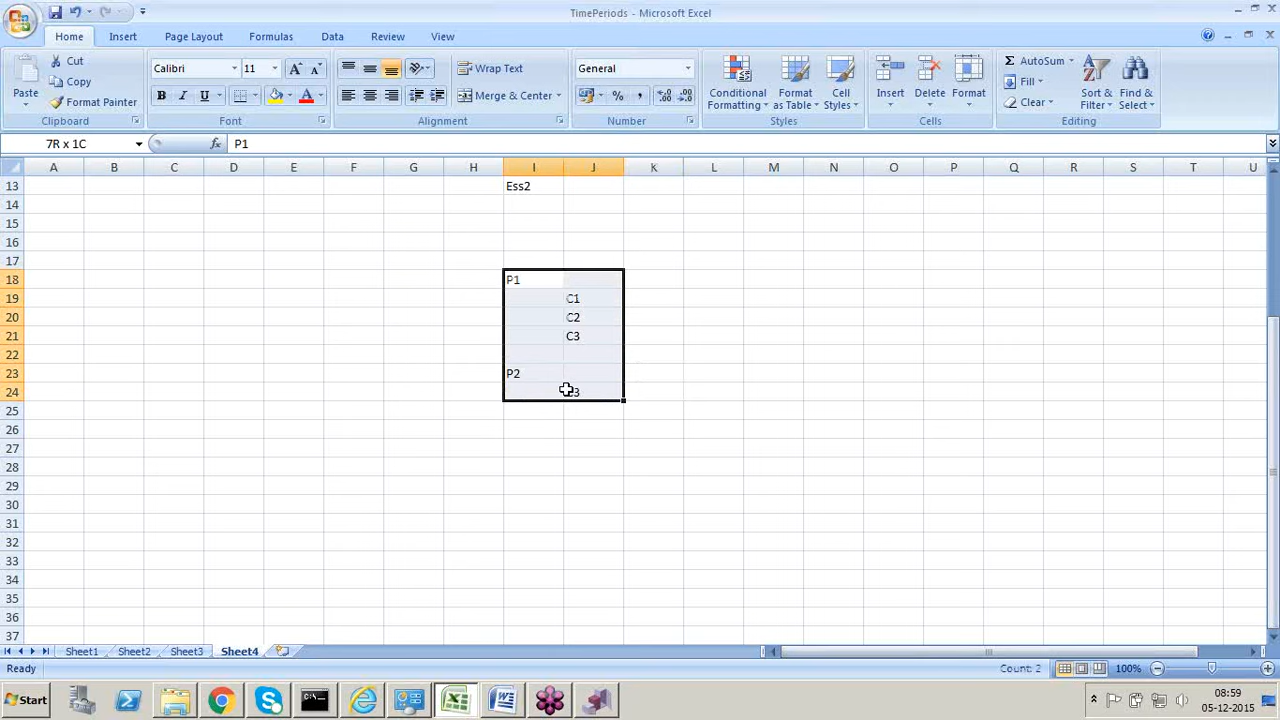 TimePeriods - Microsoft Excel
Home Insert Page Layout Formulas Data Review View
Paste Cut Copy Format Painter Clipboard
Calibri 11 A A B I U A Font
Wrap Text Merge & Center Alignment
General % , .0 .00 .00 .0 Number
Conditional Formatting Format as Table Cell Styles Styles
Insert Delete Format Cells
Σ AutoSum Fill Clear Sort & Filter Find & Select Editing
7R x 1C fx P1
A B C D E F G H I J K L M N O P Q R S T U
13 Ess2
14
15
16
17
18 P1
19 C1
20 C2
21 C3
22
23 P2
24 3
25
26
27
28
29
30
31
32
33
34
35
36
37
Sheet1 Sheet2 Sheet3 Sheet4
Ready Count: 2 100%
Start 08:59
05-12-2015